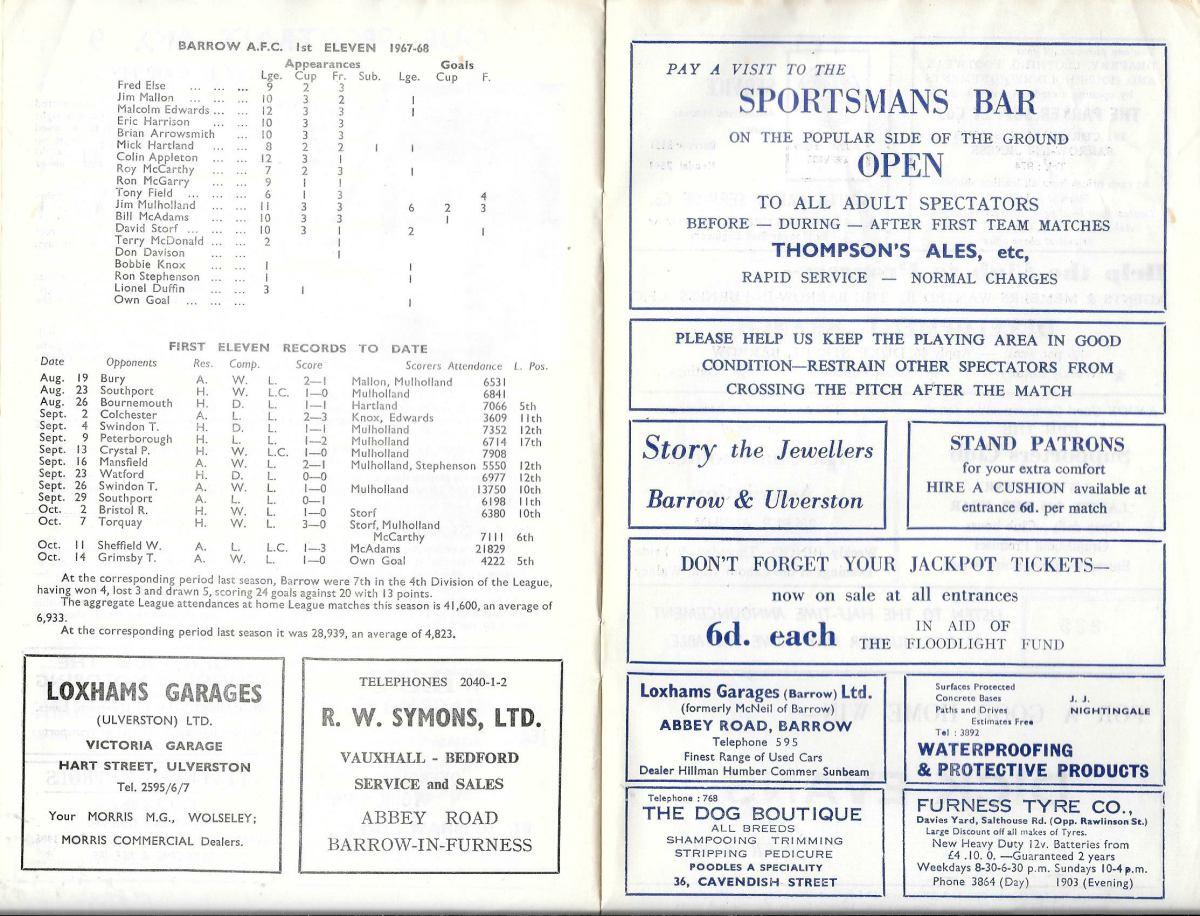 BARROW A.F.C. 1st ELEVEN 1967-68
Appearances Goals
Lge. Cup Fr. Sub. Lge. Cup F.
Fred Else ... ... ... 9 2 3
Jim Mallon ... ... ... 10 3 2 1
Malcolm Edwards ... ... 12 3 3 1
Eric Harrison ... ... 10 3 3
Brian Arrowsmith ... 10 3 3
Mick Hartland ... ... 8 2 2 1 1
Colin Appleton ... ... 12 3 1
Roy McCarthy ... ... 7 2 3 1
Ron McGarry ... ... 9 1 1
Tony Field ... ... ... 6 1 3 4
Jim Mulholland ... ... 11 3 3 6 2 3
Bill McAdams ... ... 10 3 3 1
David Storf ... ... ... 10 3 1 2 1
Terry McDonald ... ... 2 1
Don Davison ... ... 1
Bobbie Knox ... ... 1 1
Ron Stephenson ... ... 1 1
Lionel Duffin ... ... 3 1
Own Goal ... ... ... 1
FIRST ELEVEN RECORDS TO DATE
Date Opponents Res. Comp. Score Scorers Attendance L. Pos.
Aug. 19 Bury A. W. L. 2—1 Mallon, Mulholland 6531
Aug. 23 Southport H. W. L.C. 1—0 Mulholland 6841
Aug. 26 Bournemouth H. D. L. 1—1 Hartland 7066 5th
Sept. 2 Colchester A. L. L. 2—3 Knox, Edwards 3609 11th
Sept. 4 Swindon T. H. D. L. 1—1 Mulholland 7352 12th
Sept. 9 Peterborough H. L. L. 1—2 Mulholland 6714 17th
Sept. 13 Crystal P. H. W. L.C. 1—0 Mulholland 7908
Sept. 16 Mansfield A. W. L. 2—1 Mulholland, Stephenson 5550 12th
Sept. 23 Watford H. D. L. 0—0 6977 12th
Sept. 26 Swindon T. A. W. L. 1—0 Mulholland 13750 10th
Sept. 29 Southport A. L. L. 0—1 6198 11th
Oct. 2 Bristol R. H. W. L. 1—0 Storf 6380 10th
Oct. 7 Torquay H. W. L. 3—0 Storf, Mulholland
McCarthy 7111 6th
Oct. 11 Sheffield W. A. L. L.C. 1—3 McAdams 21829
Oct. 14 Grimsby T. A. W. L. 1—0 Own Goal 4222 5th
At the corresponding period last season, Barrow were 7th in the 4th Division of the League,
having won 4, lost 3 and drawn 5, scoring 24 goals against 20 with 13 points.
The aggregate League attendances at home League matches this season is 41,600, an average of
6,933.
At the corresponding period last season it was 28,939, an average of 4,823.
LOXHAMS GARAGES
(ULVERSTON) LTD.
VICTORIA GARAGE
HART STREET, ULVERSTON
Tel. 2595/6/7
Your MORRIS M.G., WOLSELEY;
MORRIS COMMERCIAL Dealers.
TELEPHONES 2040-1-2
R. W. SYMONS, LTD.
VAUXHALL - BEDFORD
SERVICE and SALES
ABBEY ROAD
BARROW-IN-FURNESS
PAY A VISIT TO THE
SPORTSMANS BAR
ON THE POPULAR SIDE OF THE GROUND
OPEN
TO ALL ADULT SPECTATORS
BEFORE — DURING — AFTER FIRST TEAM MATCHES
THOMPSON'S ALES, etc,
RAPID SERVICE — NORMAL CHARGES
PLEASE HELP US KEEP THE PLAYING AREA IN GOOD
CONDITION—RESTRAIN OTHER SPECTATORS FROM
CROSSING THE PITCH AFTER THE MATCH
Story the Jewellers
Barrow & Ulverston
STAND PATRONS
for your extra comfort
HIRE A CUSHION available at
entrance 6d. per match
DON'T FORGET YOUR JACKPOT TICKETS—
now on sale at all entrances
6d. each IN AID OF
THE FLOODLIGHT FUND
Loxhams Garages (Barrow) Ltd.
(formerly McNeil of Barrow)
ABBEY ROAD, BARROW
Telephone 595
Finest Range of Used Cars
Dealer Hillman Humber Commer Sunbeam
Surfaces Protected
Concrete Bases J. J.
Paths and Drives NIGHTINGALE
Estimates Free
Tel : 3892
WATERPROOFING
& PROTECTIVE PRODUCTS
Telephone : 768
THE DOG BOUTIQUE
ALL BREEDS
SHAMPOOING TRIMMING
STRIPPING PEDICURE
POODLES A SPECIALITY
36, CAVENDISH STREET
FURNESS TYRE CO.,
Davies Yard, Salthouse Rd. (Opp. Rawlinson St.)
Large Discount off all makes of Tyres.
New Heavy Duty 12v. Batteries from
£4 .10. 0. —Guaranteed 2 years
Weekdays 8-30-6-30 p.m. Sundays 10-4 p.m.
Phone 3864 (Day) 1903 (Evening)